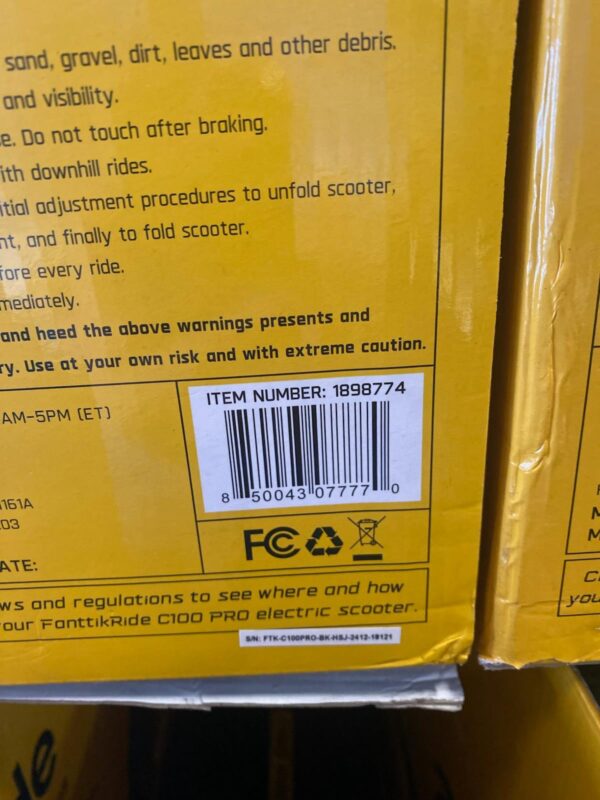 sand, gravel, dirt, leaves and other debris.
and visibility.
e. Do not touch after braking.
ith downhill rides.
itial adjustment procedures to unfold scooter,
nt, and finally to fold scooter.
fore every ride.
mediately.
and heed the above warnings presents and
ry. Use at your own risk and with extreme caution.
AM-5PM (ET)
ITEM NUMBER: 1898774
8 50043 07777 0
1161A
03
FC
ATE:
ws and regulations to see where and how
our FanttikRide C100 PRO electric scooter.
S/N: FTK-C100PRO-BK-HSJ-2412-18121
you
de